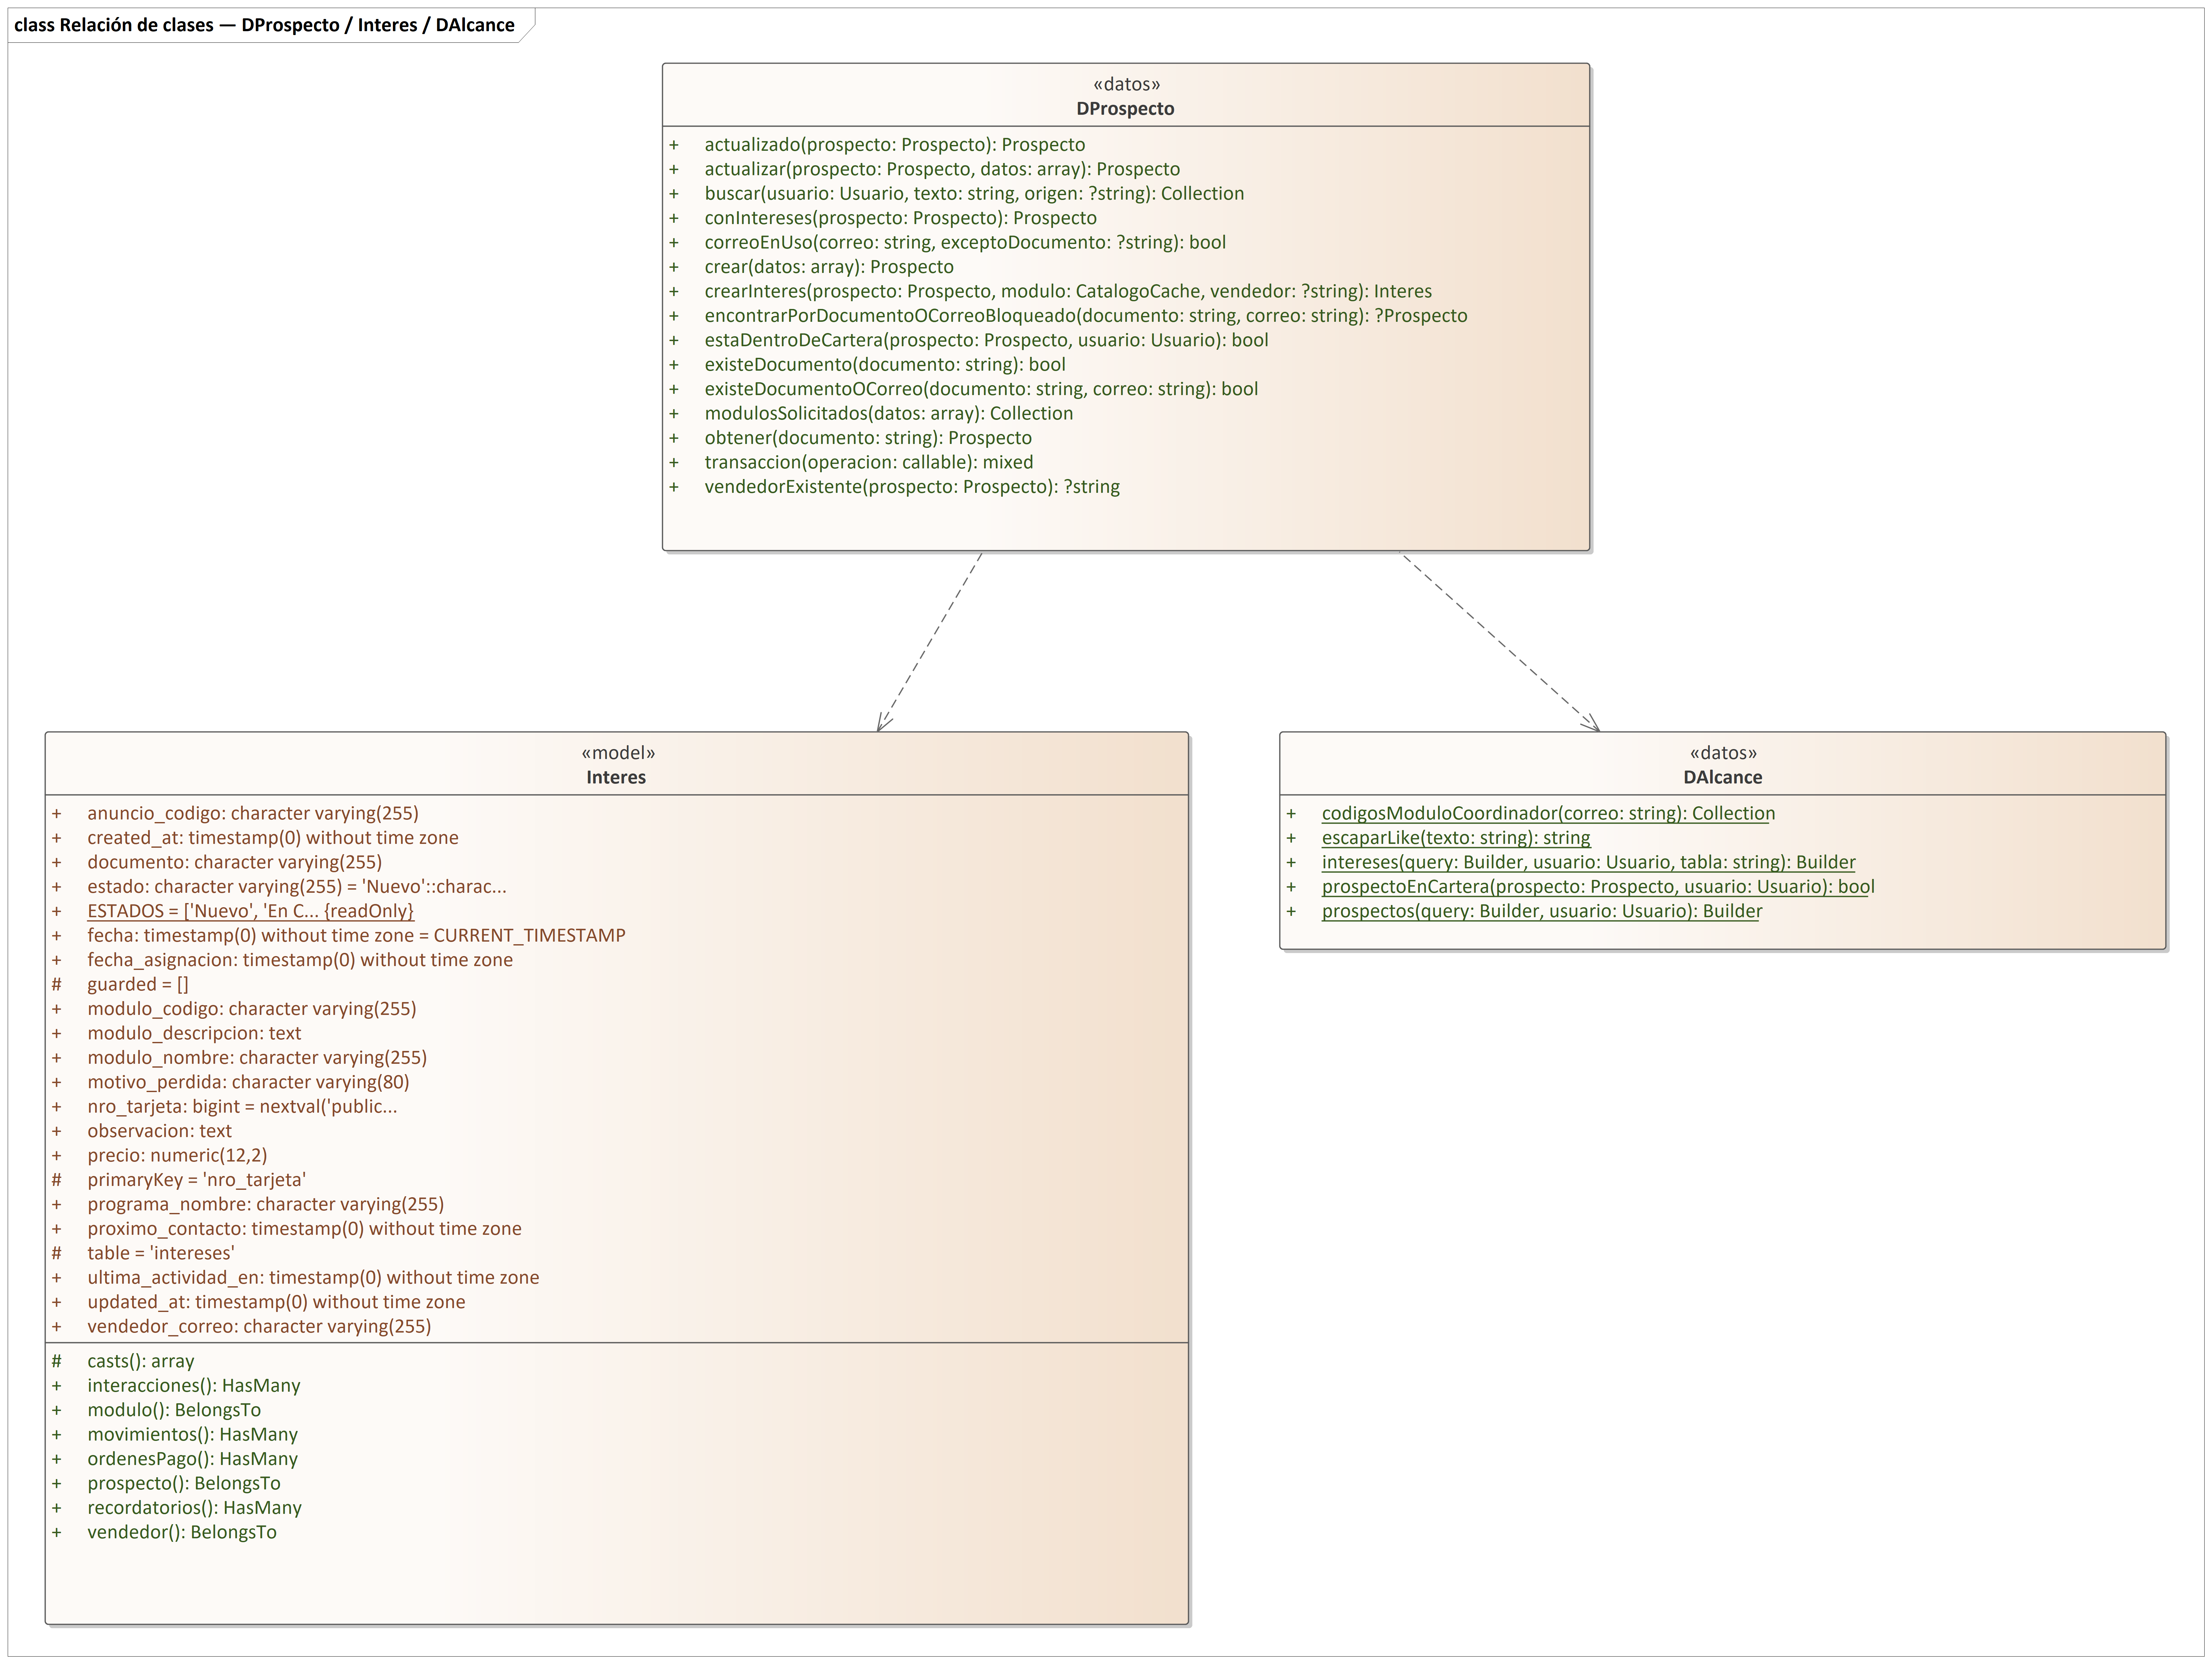 class Relación de clases — DProspecto / Interes / DAlcance
«datos»
DProspecto
+ actualizado(prospecto: Prospecto): Prospecto
+ actualizar(prospecto: Prospecto, datos: array): Prospecto
+ buscar(usuario: Usuario, texto: string, origen: ?string): Collection
+ conIntereses(prospecto: Prospecto): Prospecto
+ correoEnUso(correo: string, exceptoDocumento: ?string): bool
+ crear(datos: array): Prospecto
+ crearInteres(prospecto: Prospecto, modulo: CatalogoCache, vendedor: ?string): Interes
+ encontrarPorDocumentoOCorreoBloqueado(documento: string, correo: string): ?Prospecto
+ estaDentroDeCartera(prospecto: Prospecto, usuario: Usuario): bool
+ existeDocumento(documento: string): bool
+ existeDocumentoOCorreo(documento: string, correo: string): bool
+ modulosSolicitados(datos: array): Collection
+ obtener(documento: string): Prospecto
+ transaccion(operacion: callable): mixed
+ vendedorExistente(prospecto: Prospecto): ?string
«model»
Interes
+ anuncio_codigo: character varying(255)
+ created_at: timestamp(0) without time zone
+ documento: character varying(255)
+ estado: character varying(255) = 'Nuevo'::charac...
+ ESTADOS = ['Nuevo', 'En C... {readOnly}
+ fecha: timestamp(0) without time zone = CURRENT_TIMESTAMP
+ fecha_asignacion: timestamp(0) without time zone
# guarded = []
+ modulo_codigo: character varying(255)
+ modulo_descripcion: text
+ modulo_nombre: character varying(255)
+ motivo_perdida: character varying(80)
+ nro_tarjeta: bigint = nextval('public...
+ observacion: text
+ precio: numeric(12,2)
# primaryKey = 'nro_tarjeta'
+ programa_nombre: character varying(255)
+ proximo_contacto: timestamp(0) without time zone
# table = 'intereses'
+ ultima_actividad_en: timestamp(0) without time zone
+ updated_at: timestamp(0) without time zone
+ vendedor_correo: character varying(255)
# casts(): array
+ interacciones(): HasMany
+ modulo(): BelongsTo
+ movimientos(): HasMany
+ ordenesPago(): HasMany
+ prospecto(): BelongsTo
+ recordatorios(): HasMany
+ vendedor(): BelongsTo
«datos»
DAlcance
+ codigosModuloCoordinador(correo: string): Collection
+ escaparLike(texto: string): string
+ intereses(query: Builder, usuario: Usuario, tabla: string): Builder
+ prospectoEnCartera(prospecto: Prospecto, usuario: Usuario): bool
+ prospectos(query: Builder, usuario: Usuario): Builder